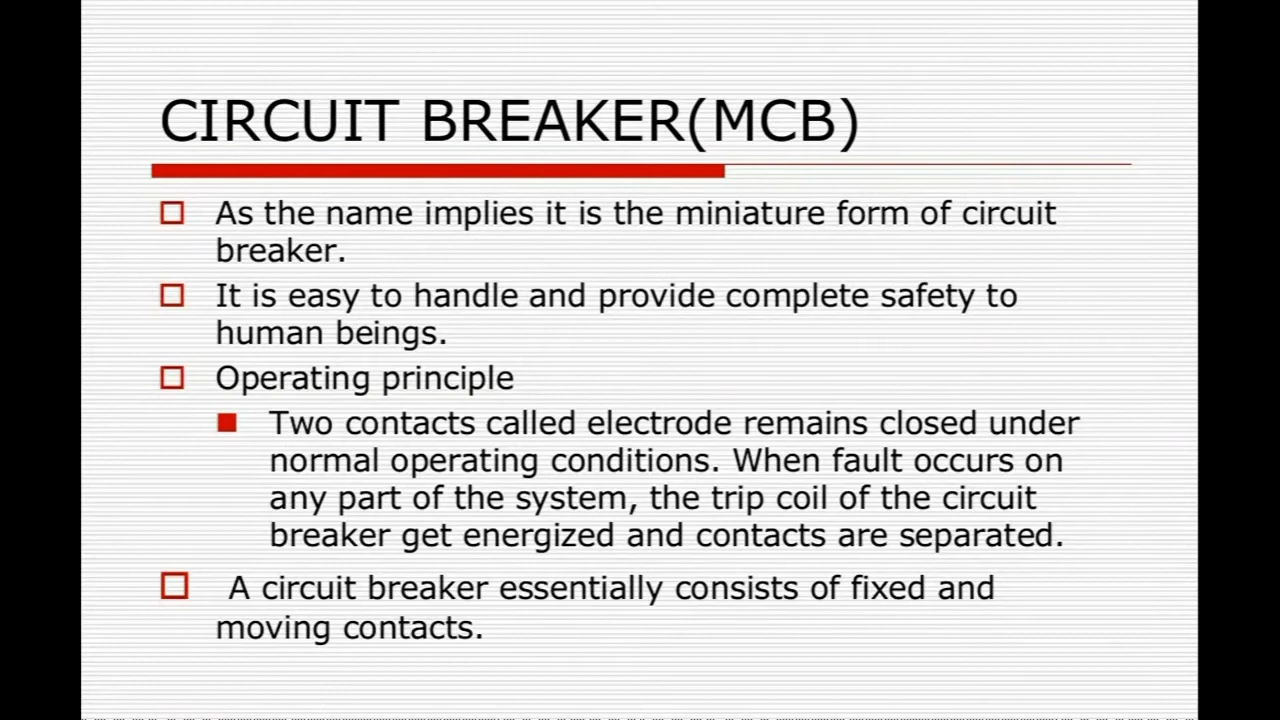 CIRCUIT BREAKER(MCB)
As the name implies it is the miniature form of circuit
breaker.
It is easy to handle and provide complete safety to
human beings.
Operating principle
Two contacts called electrode remains closed under
normal operating conditions. When fault occurs on
any part of the system, the trip coil of the circuit
breaker get energized and contacts are separated.
A circuit breaker essentially consists of fixed and
moving contacts.